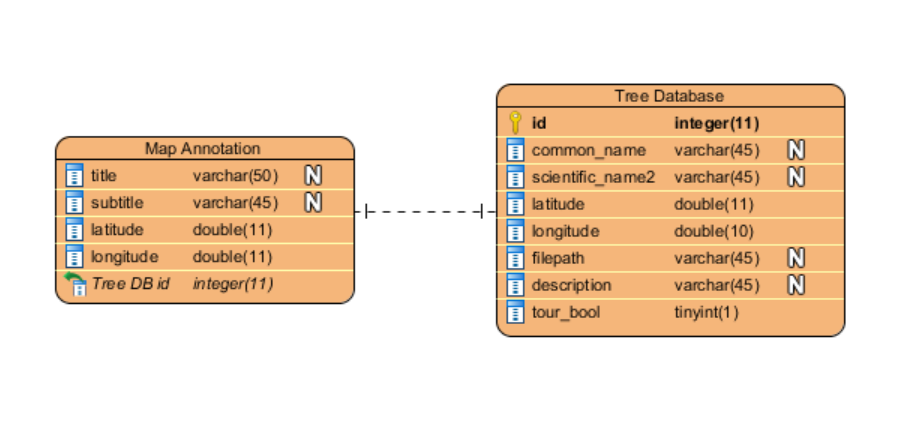 Map Annotation
title varchar(50) N
subtitle varchar(45) N
latitude double(11)
longitude double(11)
Tree DB id integer(11)
Tree Database
id integer(11)
common_name varchar(45) N
scientific_name2 varchar(45) N
latitude double(11)
longitude double(10)
filepath varchar(45) N
description varchar(45) N
tour_bool tinyint(1)